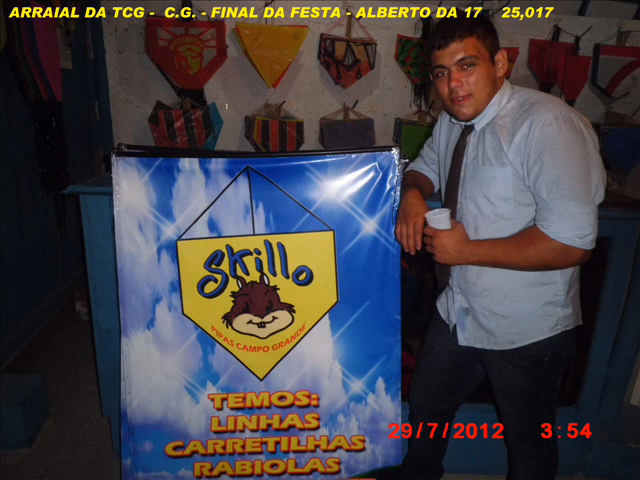 ARRAIAL DA TCG - C.G. - FINAL DA FESTA - ALBERTO DA 17 25,017
Skillo
PIPAS CAMPO GRANDE
TEMOS:
LINHAS
CARRETILHAS
RABIOLAS
29/7/2012 3:54